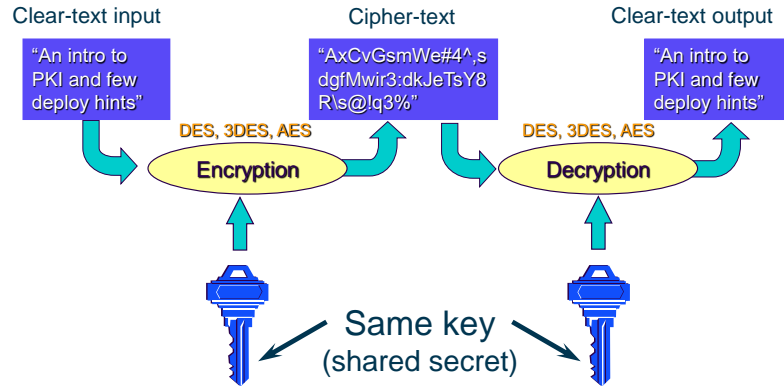 Clear-text input
Cipher-text
Clear-text output
“An intro to
PKI and few
deploy hints”
“AxCvGsmWe#4^,s
dgfMwir3:dkJeTsY8
R\s@!q3%”
“An intro to
PKI and few
deploy hints”
DES, 3DES, AES
DES, 3DES, AES
Encryption
Decryption
Same key
(shared secret)